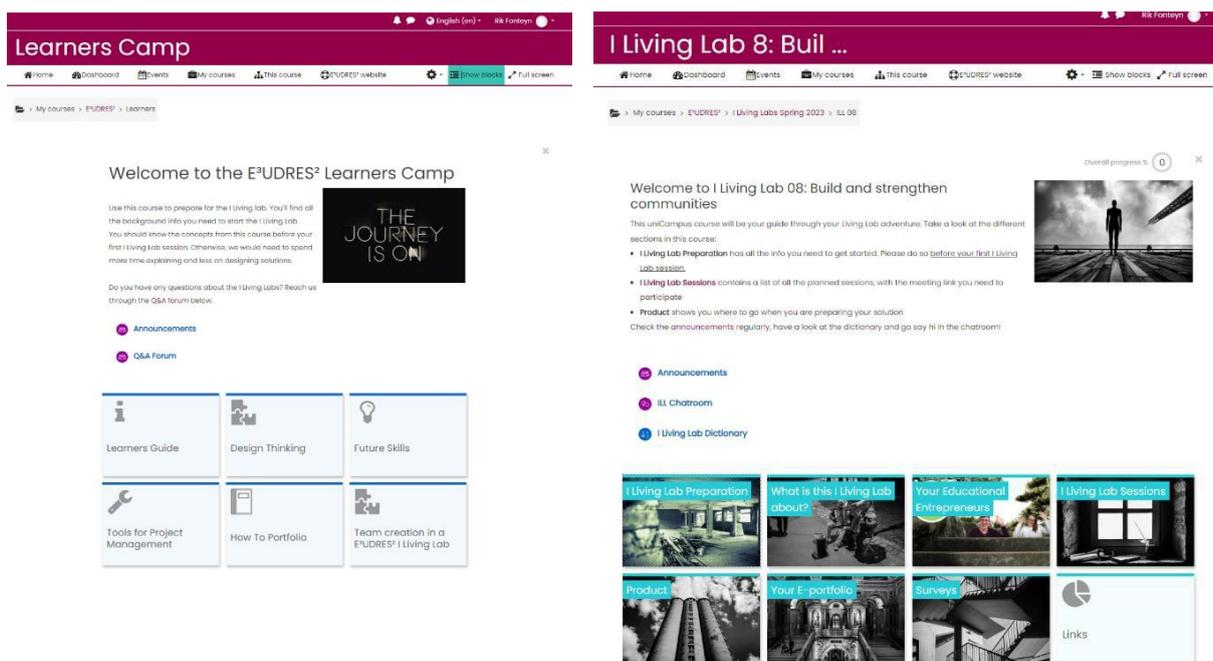 English (en)
Rik Fonteyn
Learners Camp
Home
Dashboard
Events
My courses
This course
E³UDRES² website
Show blocks
Full screen
> My courses > E³UDRES² > Learners
Welcome to the E³UDRES² Learners Camp
Use this course to prepare for the I Living lab. You'll find all
the background info you need to start the I Living Lab.
You should know the concepts from this course before your
first I Living Lab session. Otherwise, we would need to spend
more time explaining and less on designing solutions.
THE
JOURNEY
IS ON
Do you have any questions about the I Living Labs? Reach us
through the Q&A forum below.
Announcements
Q&A Forum
Learners Guide
Design Thinking
Future Skills
Tools for Project
Management
How To Portfolio
Team creation in a
E³UDRES² I Living Lab
Rik Fonteyn
I Living Lab 8: Buil ...
Home
Dashboard
Events
My courses
This course
E³UDRES² website
Show blocks
Full screen
> My courses > E³UDRES² > I Living Labs Spring 2023 > ILL 08
Overall progress % 0
Welcome to I Living Lab 08: Build and strengthen
communities
This uniCampus course will be your guide through your Living Lab adventure. Take a look at the different
sections in this course:
• I Living Lab Preparation has all the info you need to get started. Please do so before your first I Living
Lab session.
• I Living Lab Sessions contains a list of all the planned sessions, with the meeting link you need to
participate
• Product shows you where to go when you are preparing your solution
Check the announcements regularly, have a look at the dictionary and go say hi in the chatroom!
Announcements
ILL Chatroom
I Living Lab Dictionary
I Living Lab Preparation
What is this I Living Lab
about?
Your Educational
Entrepreneurs
I Living Lab Sessions
Product
Your E-portfolio
Surveys
Links